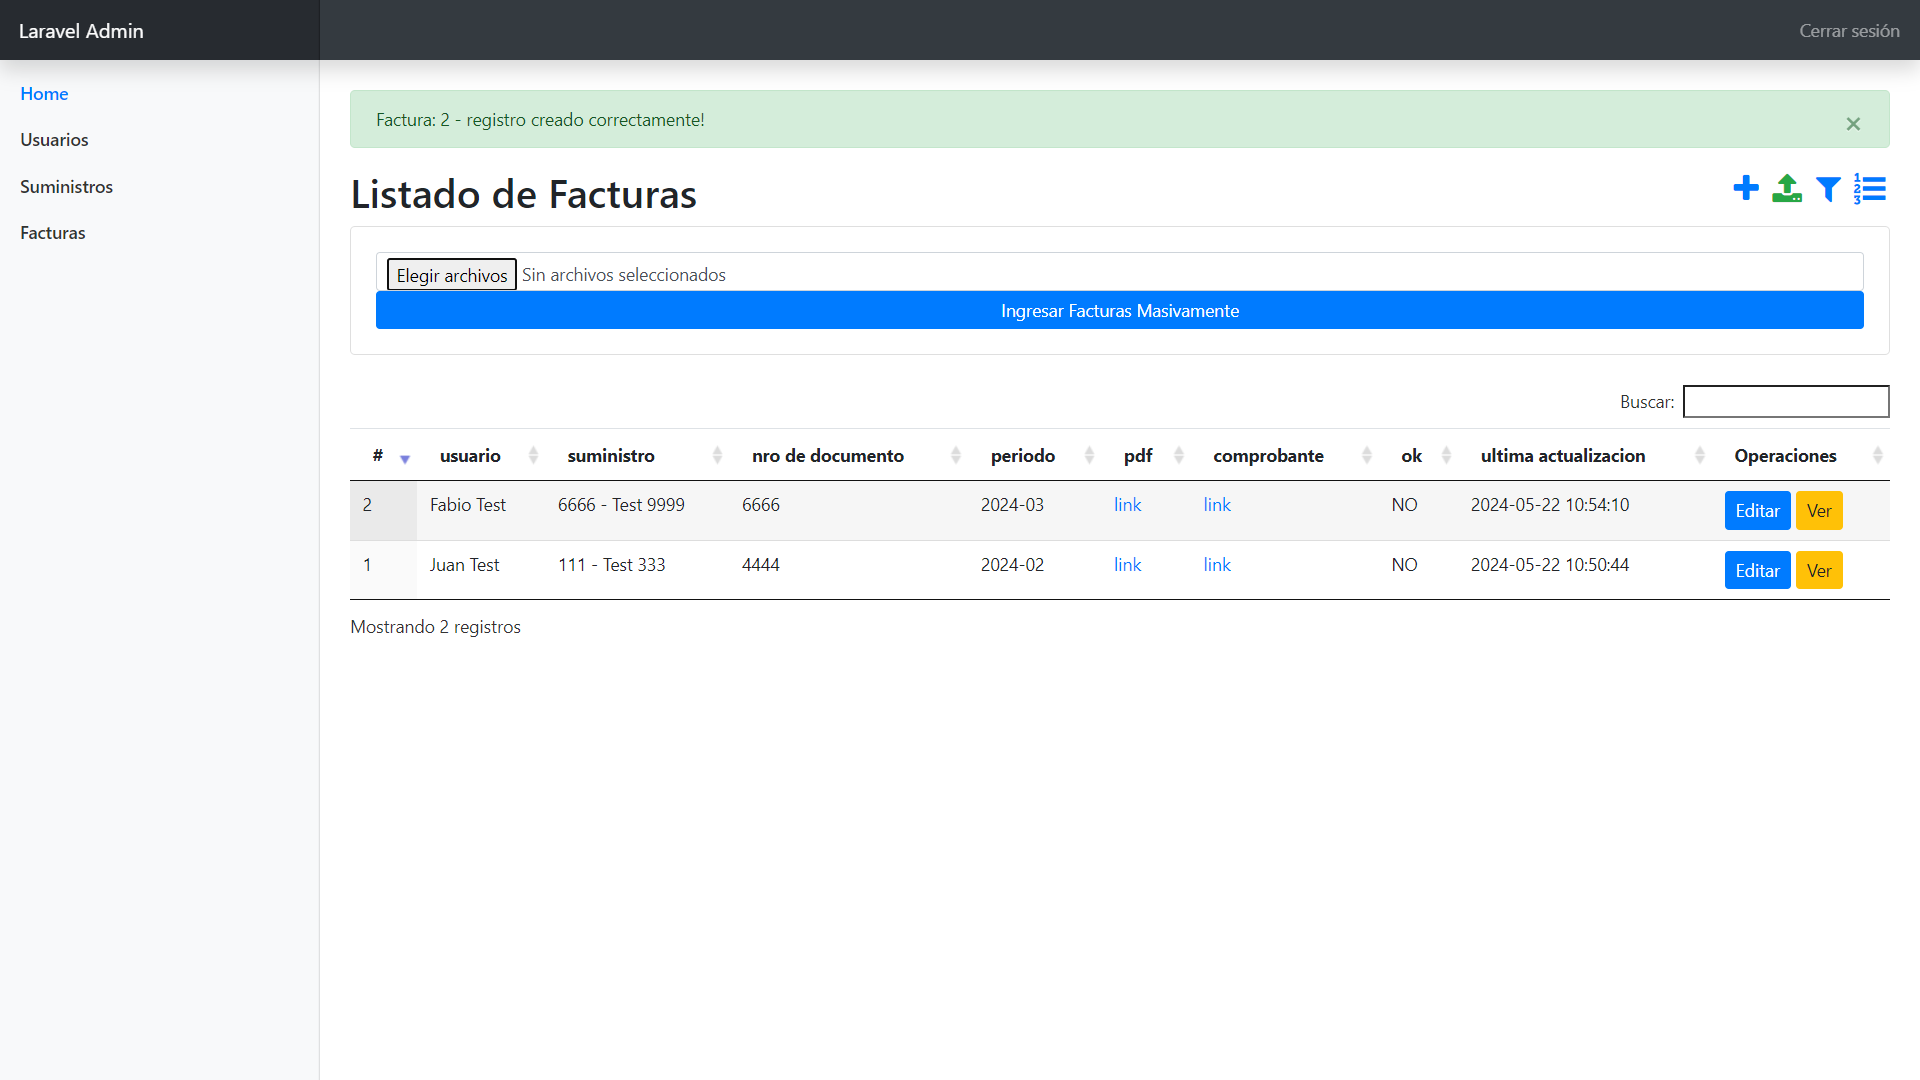 Laravel Admin
Cerrar sesión
Home
Usuarios
Suministros
Facturas
Factura: 2 - registro creado correctamente!
×
Listado de Facturas
Elegir archivos Sin archivos seleccionados
Ingresar Facturas Masivamente
Buscar:
# usuario suministro nro de documento periodo pdf comprobante ok ultima actualizacion Operaciones
2 Fabio Test 6666 - Test 9999 6666 2024-03 link link NO 2024-05-22 10:54:10 Editar Ver
1 Juan Test 111 - Test 333 4444 2024-02 link link NO 2024-05-22 10:50:44 Editar Ver
Mostrando 2 registros